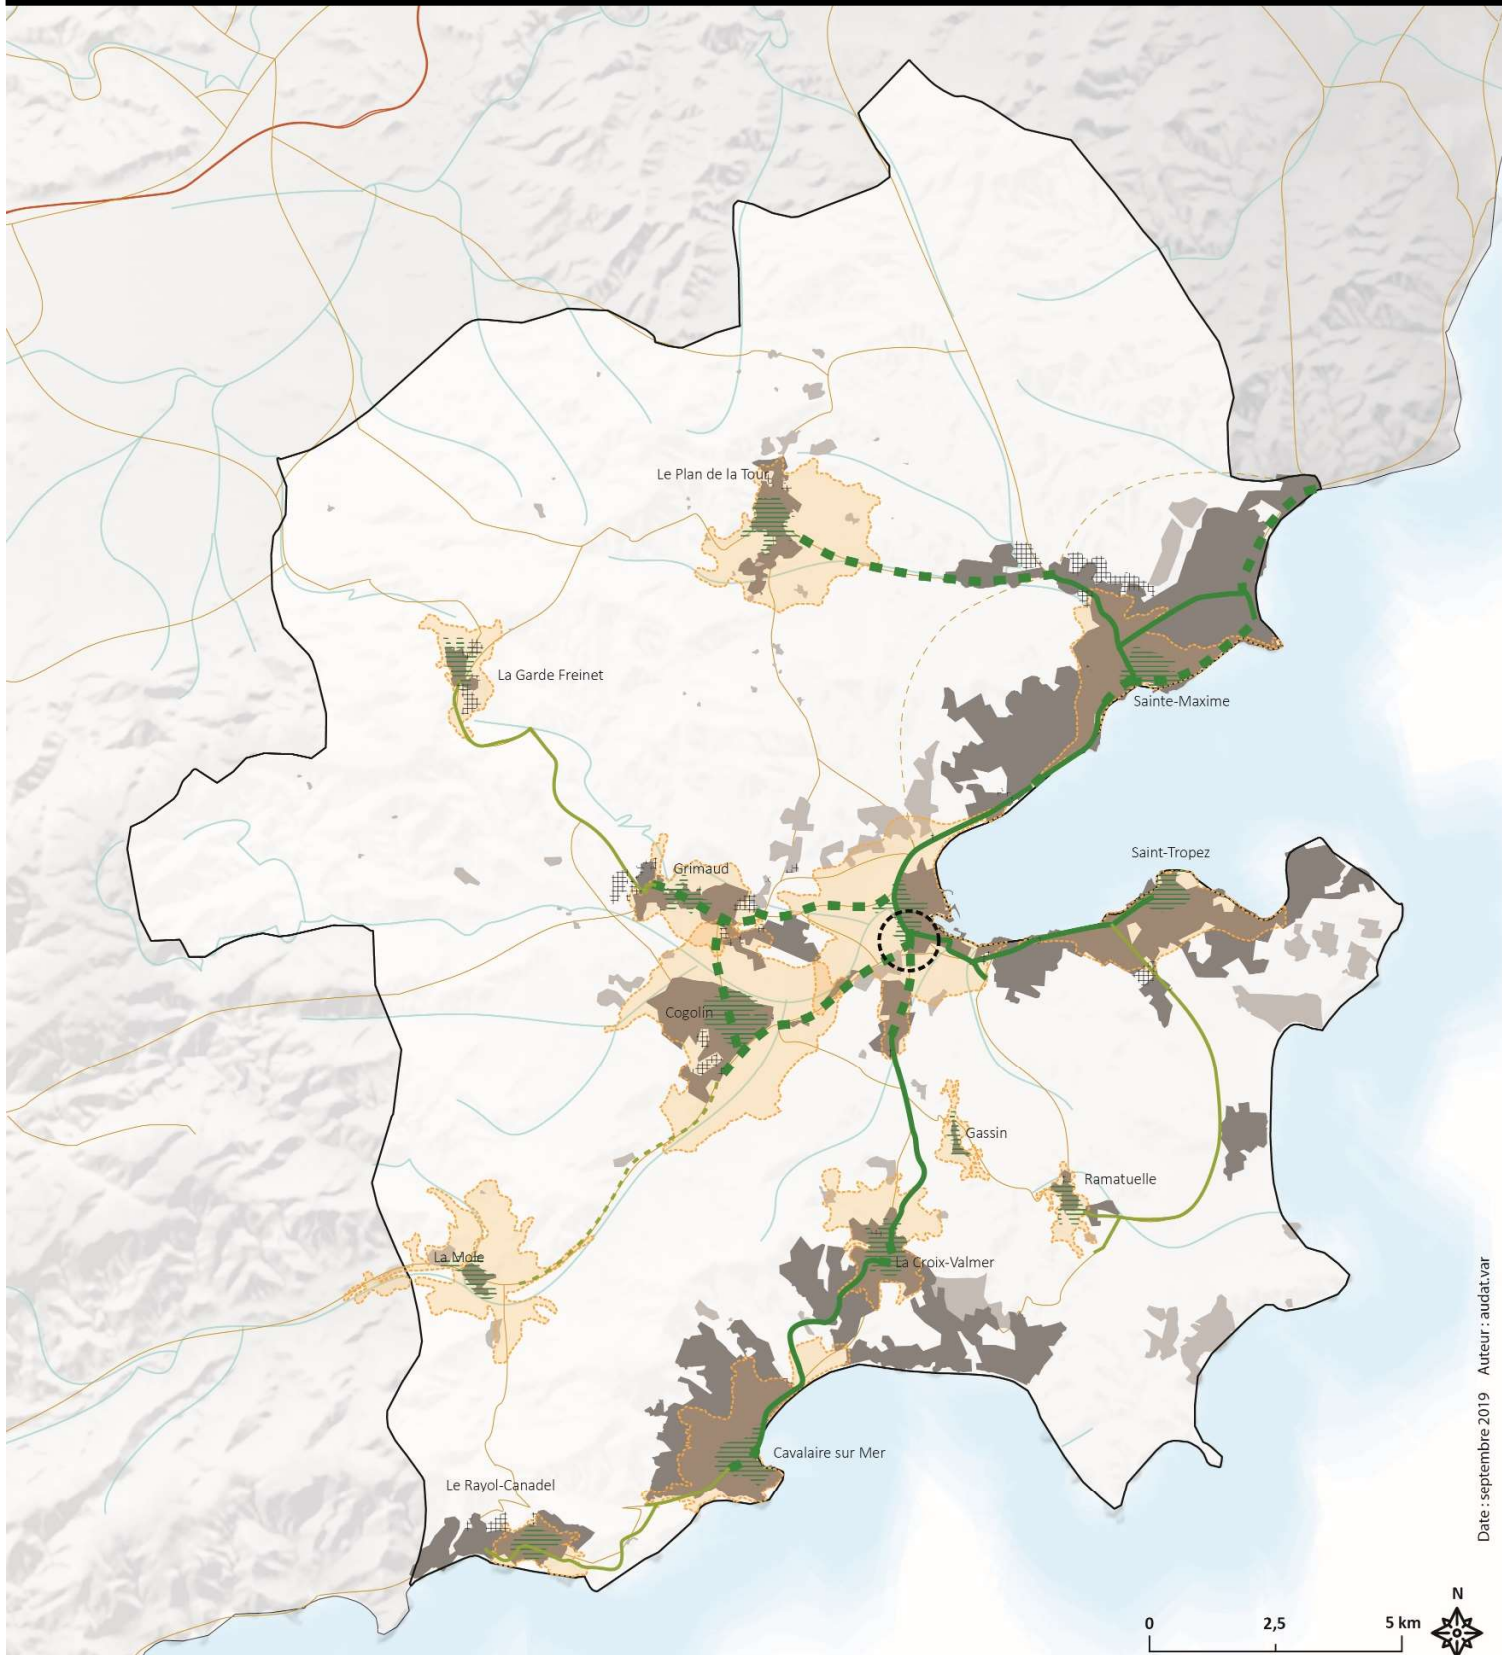 Le Plan de la Tour
La Garde Freinet
Sainte-Maxime
Saint-Tropez
Grimaud
Cogolin
Gassin
Ramatuelle
La Mole
La Croix-Valmer
Cavalaire sur Mer
Le Rayol-Canadel
Date : septembre 2019 Auteur : audat.var
N
0 2,5 5 km